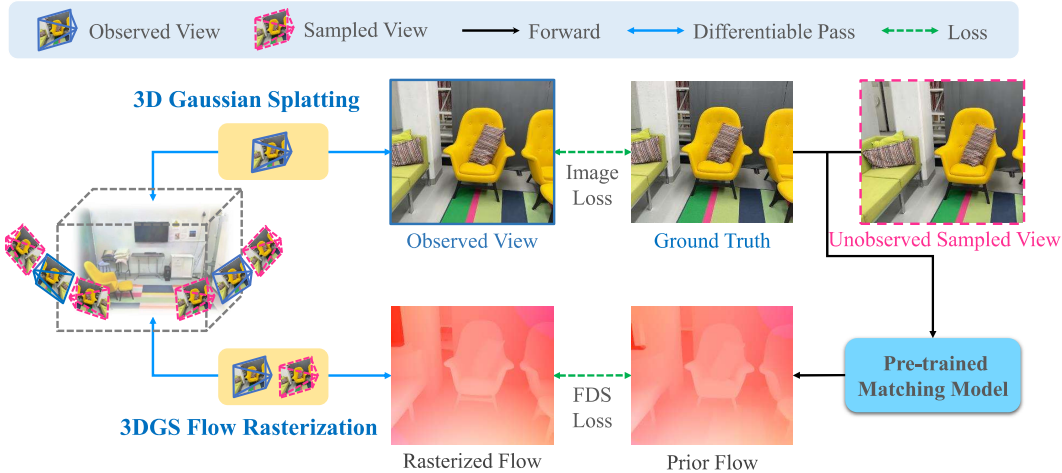 Observed View
Sampled View
Forward
Differentiable Pass
Loss
3D Gaussian Splatting
Image
Loss
Observed View
Ground Truth
Unobserved Sampled View
Pre-trained
Matching Model
FDS
Loss
3DGS Flow Rasterization
Rasterized Flow
Prior Flow